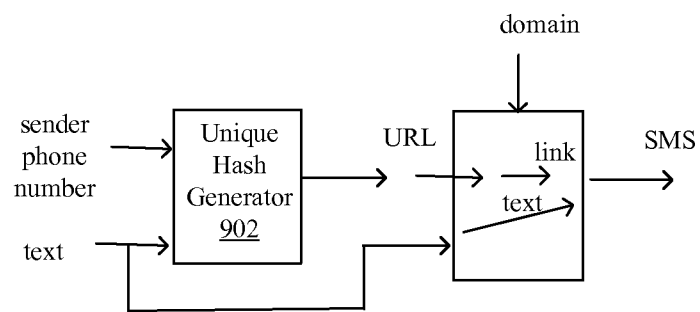 domain
sender
phone
number
Unique
Hash
Generator
902
URL
link
text
SMS
text